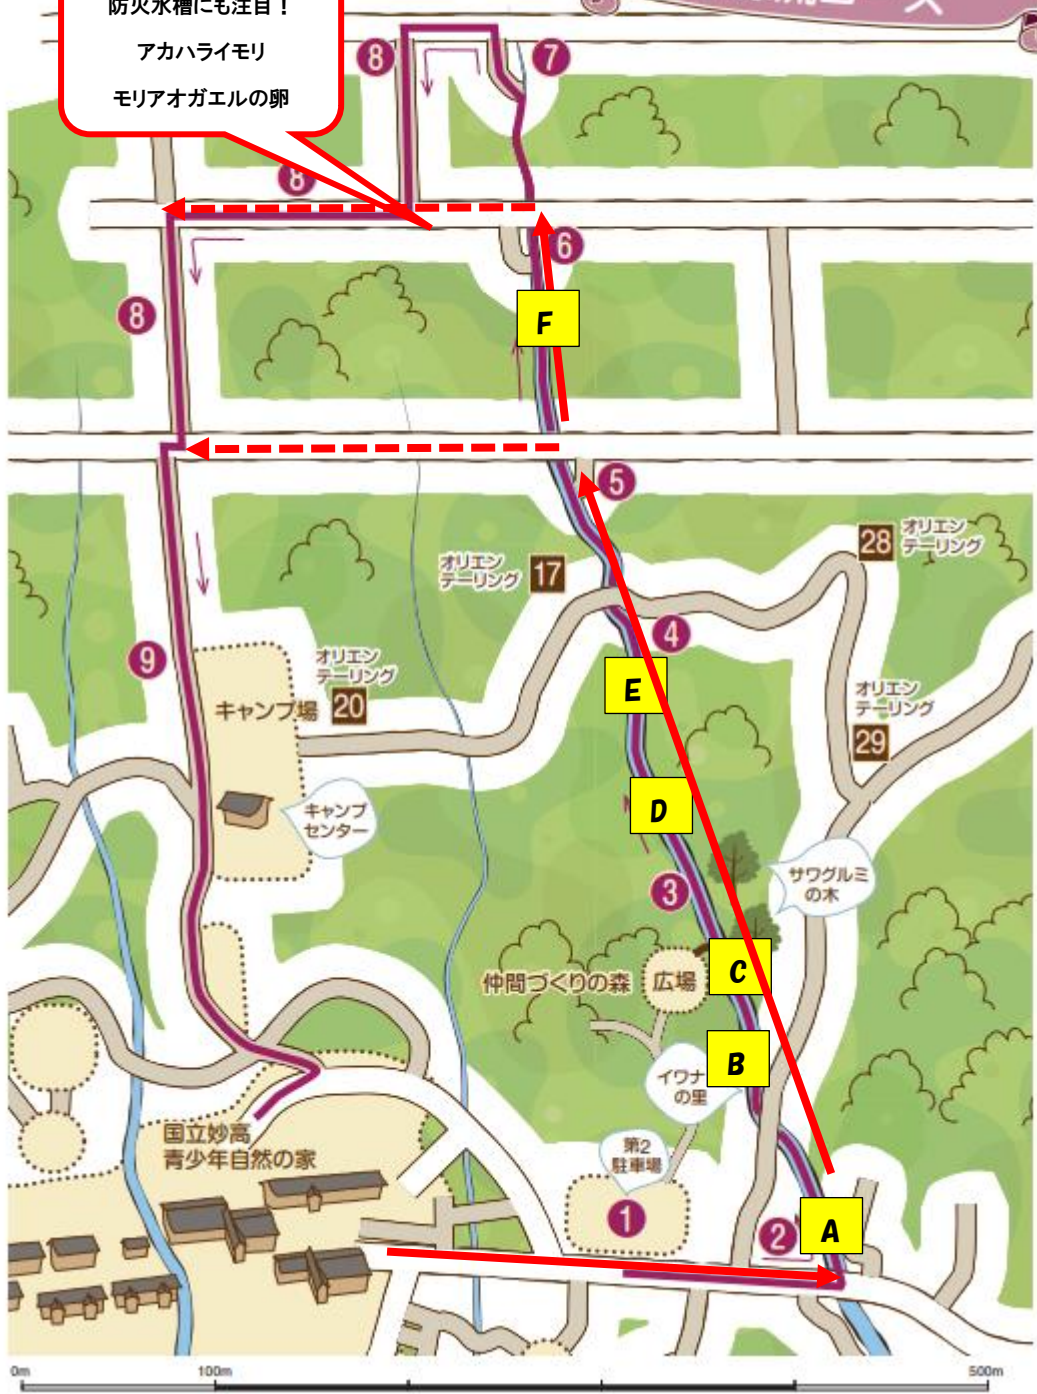 防火水槽にも注目！
アカハライモリ
モリアオガエルの卵
8
7
8
6
8
F
5
オリエン
テーリング 17
28 オリエン
テーリング
4
9
オリエン
テーリング
キャンプ場 20
E
オリエン
テーリング
29
キャンプ
センター
D
サワグルミ
の木
3
仲間づくりの森 広場
C
B
イワナ
の里
国立妙高
青少年自然の家
第2
駐車場
1
2
A
0m
100m
500m